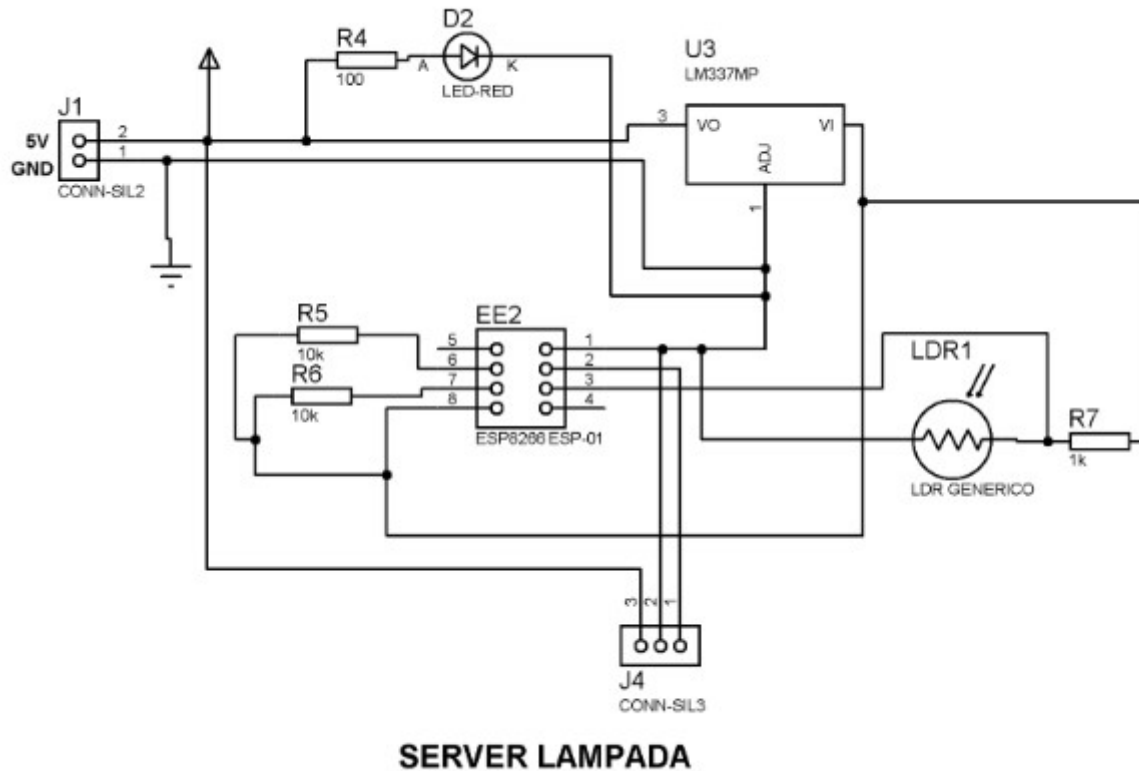 D2
R4
A
K
100
LED-RED
U3
LM337MP
J1
5V
2
GND
1
CONN-SIL2
3
VO
VI
ADJ
1
R5
10k
R6
10k
EE2
5
6
7
8
1
2
3
4
ESP8266 ESP-01
LDR1
LDR GENERICO
R7
1k
3
2
1
J4
CONN-SIL3
SERVER LAMPADA